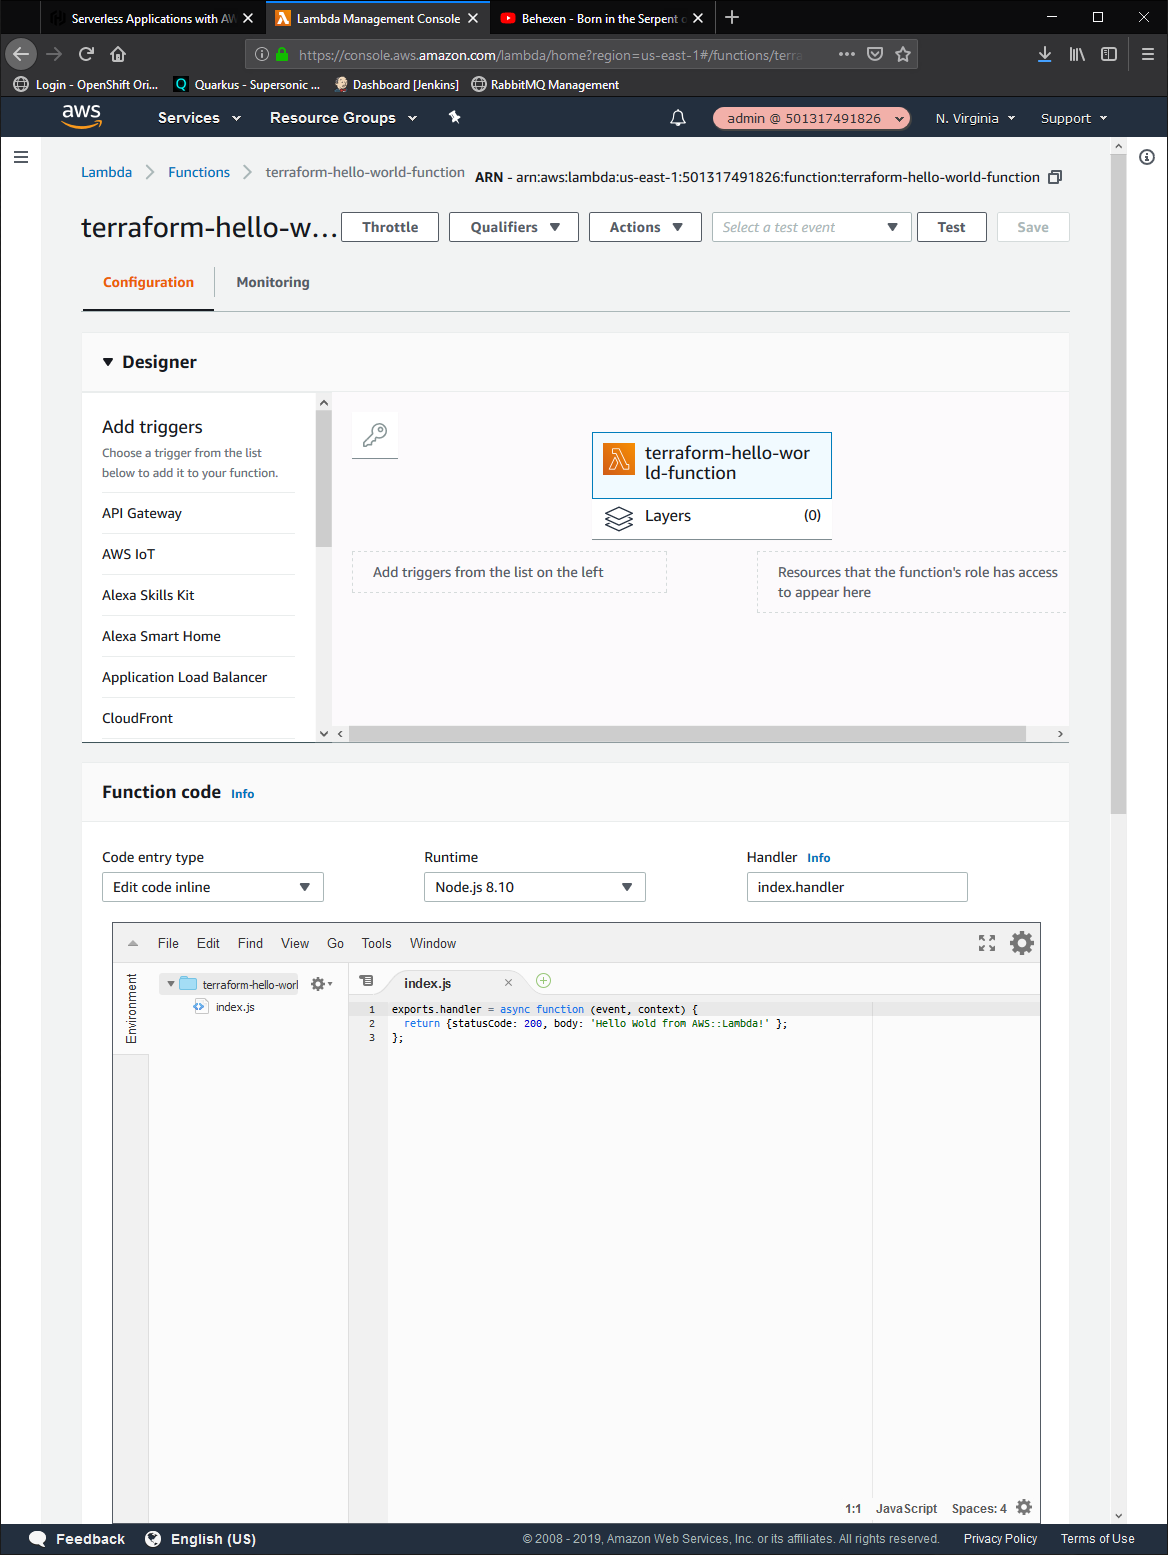 Serverless Applications with AW
Lambda Management Console
Behexen - Born in the Serpent o
https://console.aws.amazon.com/lambda/home?region=us-east-1#/functions/terra
Login - OpenShift Ori...
Quarkus - Supersonic ...
Dashboard [Jenkins]
RabbitMQ Management
aws
Services
Resource Groups
admin @ 501317491826
N. Virginia
Support
Lambda
Functions
terraform-hello-world-function
ARN - arn:aws:lambda:us-east-1:501317491826:function:terraform-hello-world-function
terraform-hello-w...
Throttle
Qualifiers
Actions
Select a test event
Test
Save
Configuration
Monitoring
Designer
Add triggers
Choose a trigger from the list
below to add it to your function.
API Gateway
AWS IoT
Alexa Skills Kit
Alexa Smart Home
Application Load Balancer
CloudFront
terraform-hello-wor
ld-function
Layers
(0)
Add triggers from the list on the left
Resources that the function's role has access
to appear here
Function code Info
Code entry type
Edit code inline
Runtime
Node.js 8.10
Handler Info
index.handler
File Edit Find View Go Tools Window
Environment
terraform-hello-worl
index.js
index.js
1 exports.handler = async function (event, context) {
2 return {statusCode: 200, body: 'Hello Wold from AWS::Lambda!' };
3 };
1:1 JavaScript Spaces: 4
Feedback
English (US)
© 2008 - 2019, Amazon Web Services, Inc. or its affiliates. All rights reserved.
Privacy Policy
Terms of Use